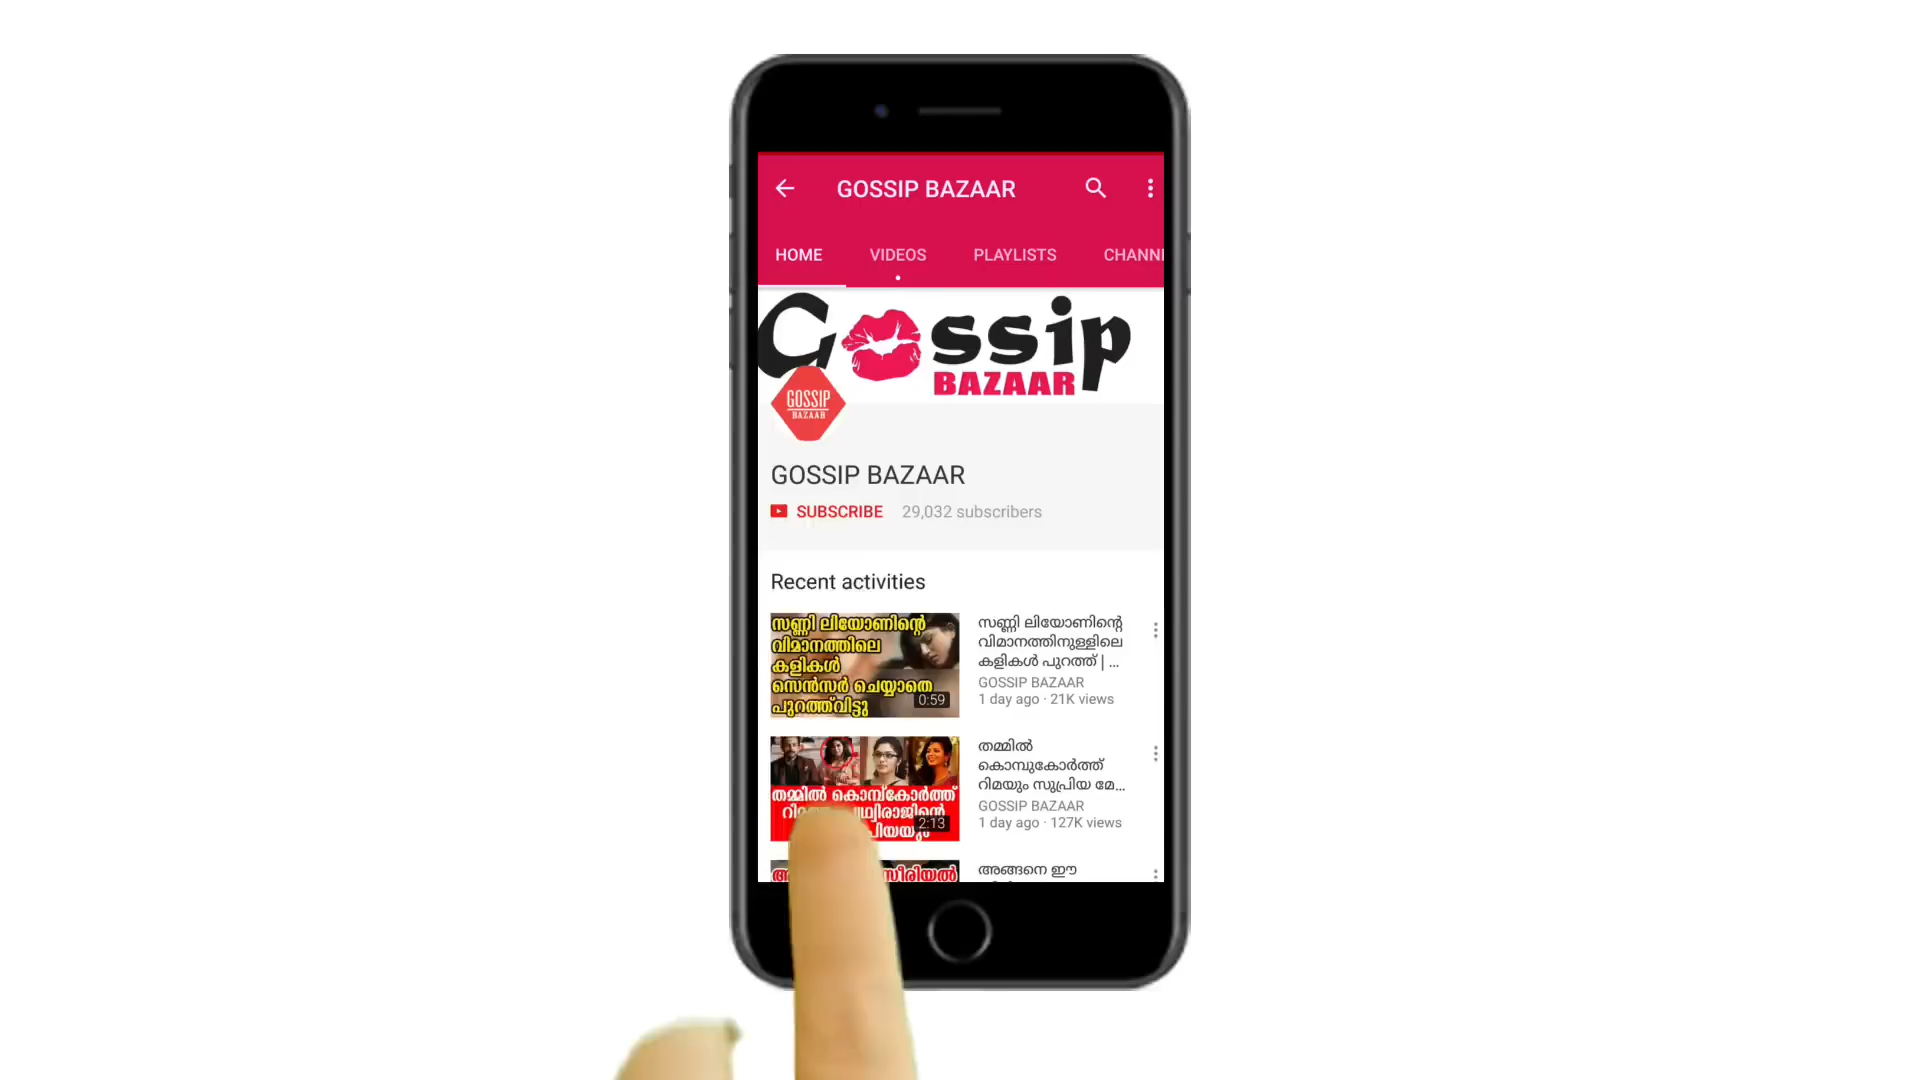 GOSSIP BAZAAR
HOME VIDEOS PLAYLISTS CHANN
Gossip
BAZAAR
GOSSIP
BAZAAR
GOSSIP BAZAAR
SUBSCRIBE 29,032 subscribers
Recent activities
സണ്ണി ലിയോണിന്റെ
വിമാനത്തിലെ
കളികൾ
സെൻസർ ചെയ്യാതെ
പുറത്ത്‌വിട്ടു
0:59
സണ്ണി ലിയോണിന്റെ
വിമാനത്തിനുള്ളിലെ
കളികൾ പുറത്ത് | ...
GOSSIP BAZAAR
1 day ago · 21K views
തമ്മിൽ കൊമ്പ്കോർത്ത്
2:13
തമ്മിൽ
കൊമ്പുകോർത്ത്
റിമയും സുപ്രിയ മേ...
GOSSIP BAZAAR
1 day ago · 127K views
സീരിയൽ
അങ്ങനെ ഈ